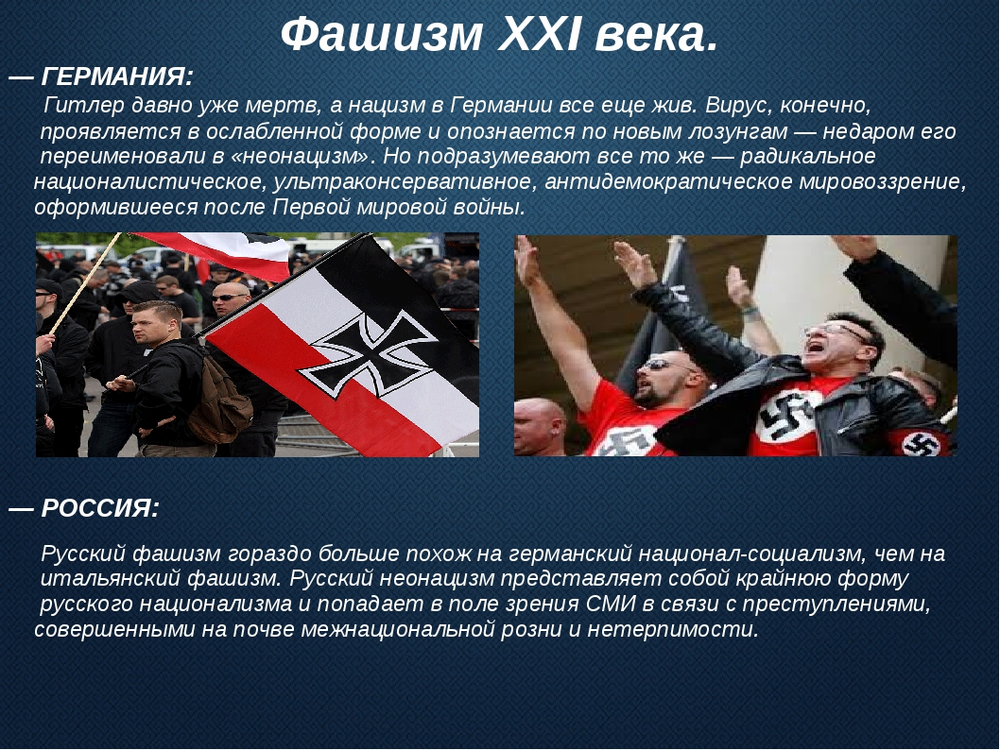 Фашизм XXI века.
— ГЕРМАНИЯ:
Гитлер давно уже мертв, а нацизм в Германии все еще жив. Вирус, конечно,
проявляется в ослабленной форме и опознается по новым лозунгам — недаром его
переименовали в «неонацизм». Но подразумевают все то же — радикальное
националистическое, ультраконсервативное, антидемократическое мировоззрение,
оформившееся после Первой мировой войны.
— РОССИЯ:
Русский фашизм гораздо больше похож на германский национал-социализм, чем на
итальянский фашизм. Русский неонацизм представляет собой крайнюю форму
русского национализма и попадает в поле зрения СМИ в связи с преступлениями,
совершенными на почве межнациональной розни и нетерпимости.